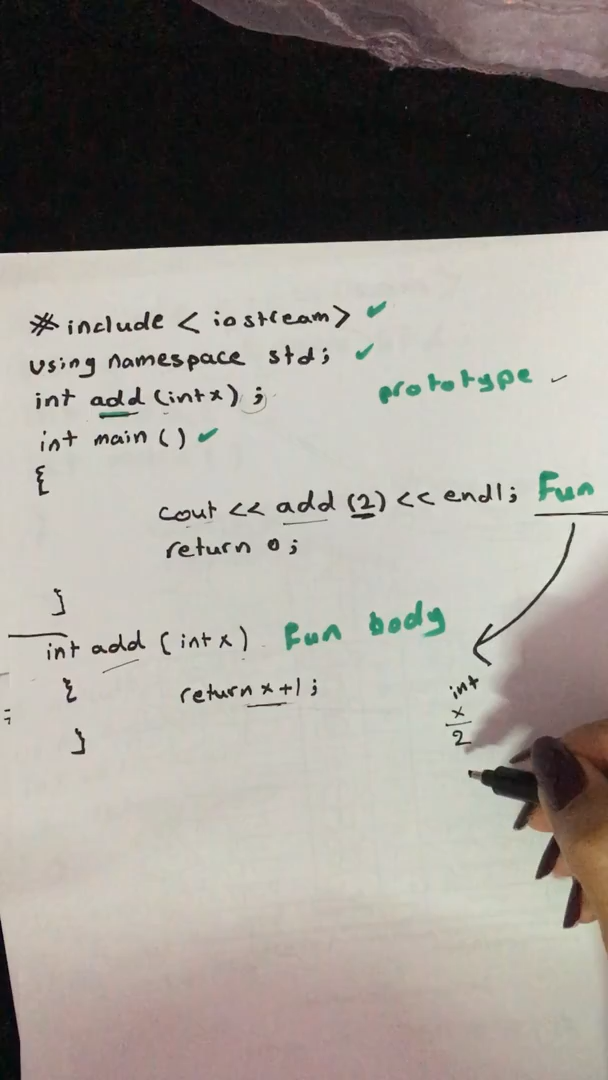 #include <iostream>
using namespace std;
int add (int x);
prototype
int main ()
{
cout << add (2) << endl;
Fun
return 0;
}
int add (int x)
Fun body
{
return x+1;
}
int
x
2
;